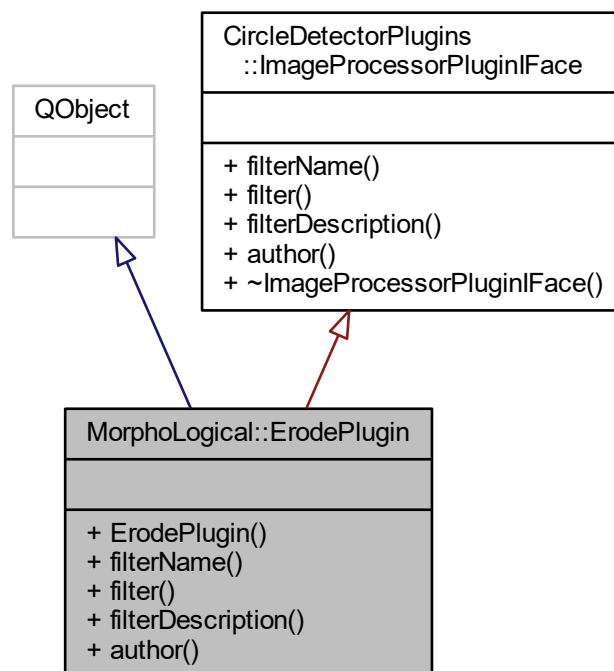 CircleDetectorPlugins
::ImageProcessorPluginIFace
QObject
+ filterName()
+ filter()
+ filterDescription()
+ author()
+ ~ImageProcessorPluginIFace()
MorphoLogical::ErodePlugin
+ ErodePlugin()
+ filterName()
+ filter()
+ filterDescription()
+ author()